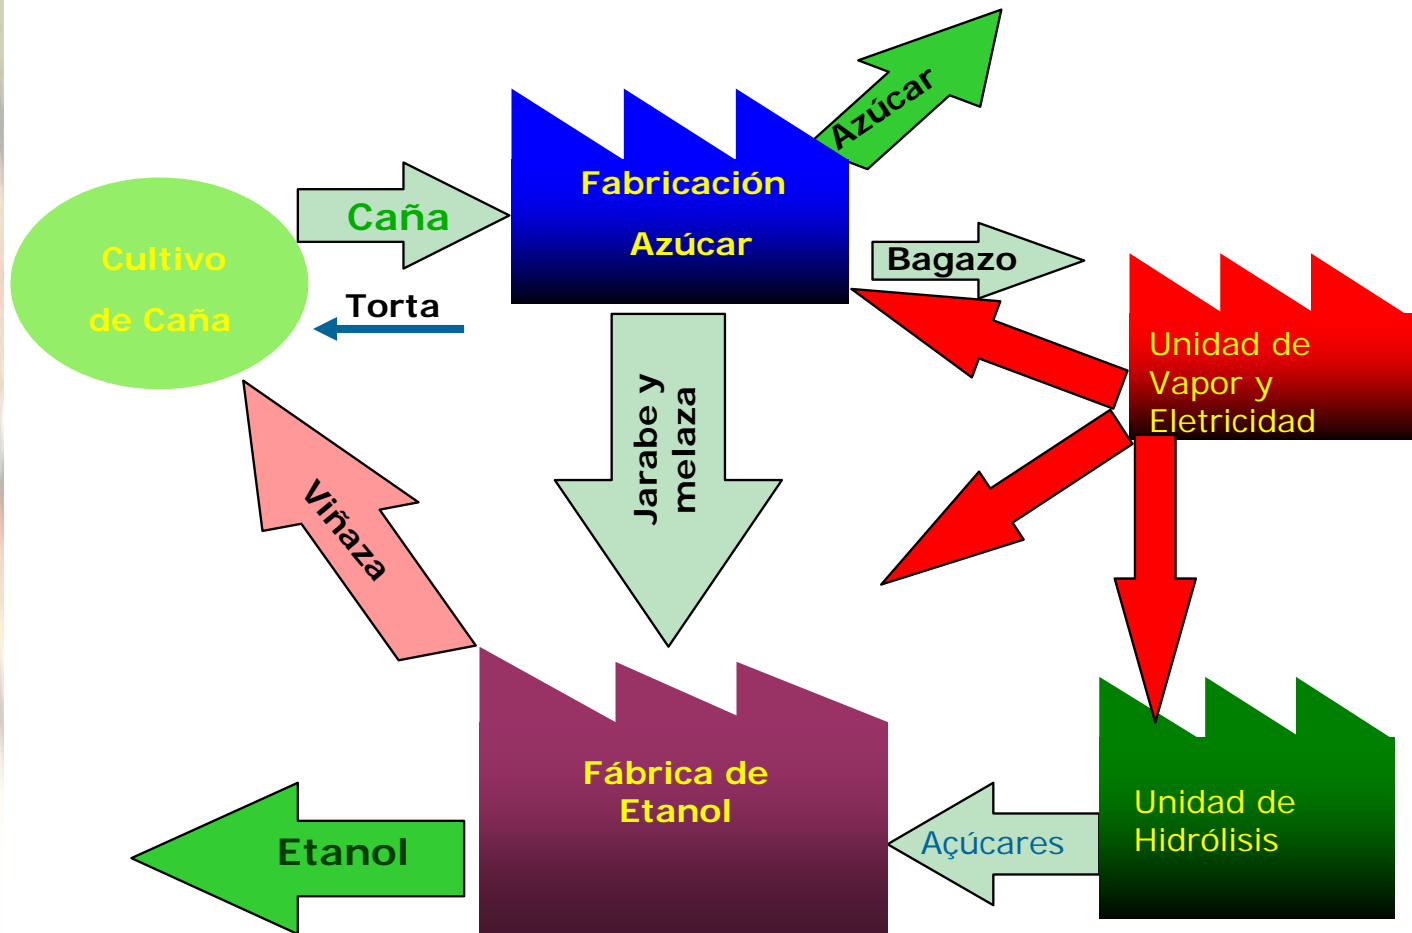 Azúcar
Fabricación
Azúcar
Caña
Cultivo
de Caña
Torta
Bagazo
Unidad de
Vapor y
Eletricidad
Jarabe y
melaza
Viñaza
Fábrica de
Etanol
Unidad de
Hidrólisis
Açúcares
Etanol